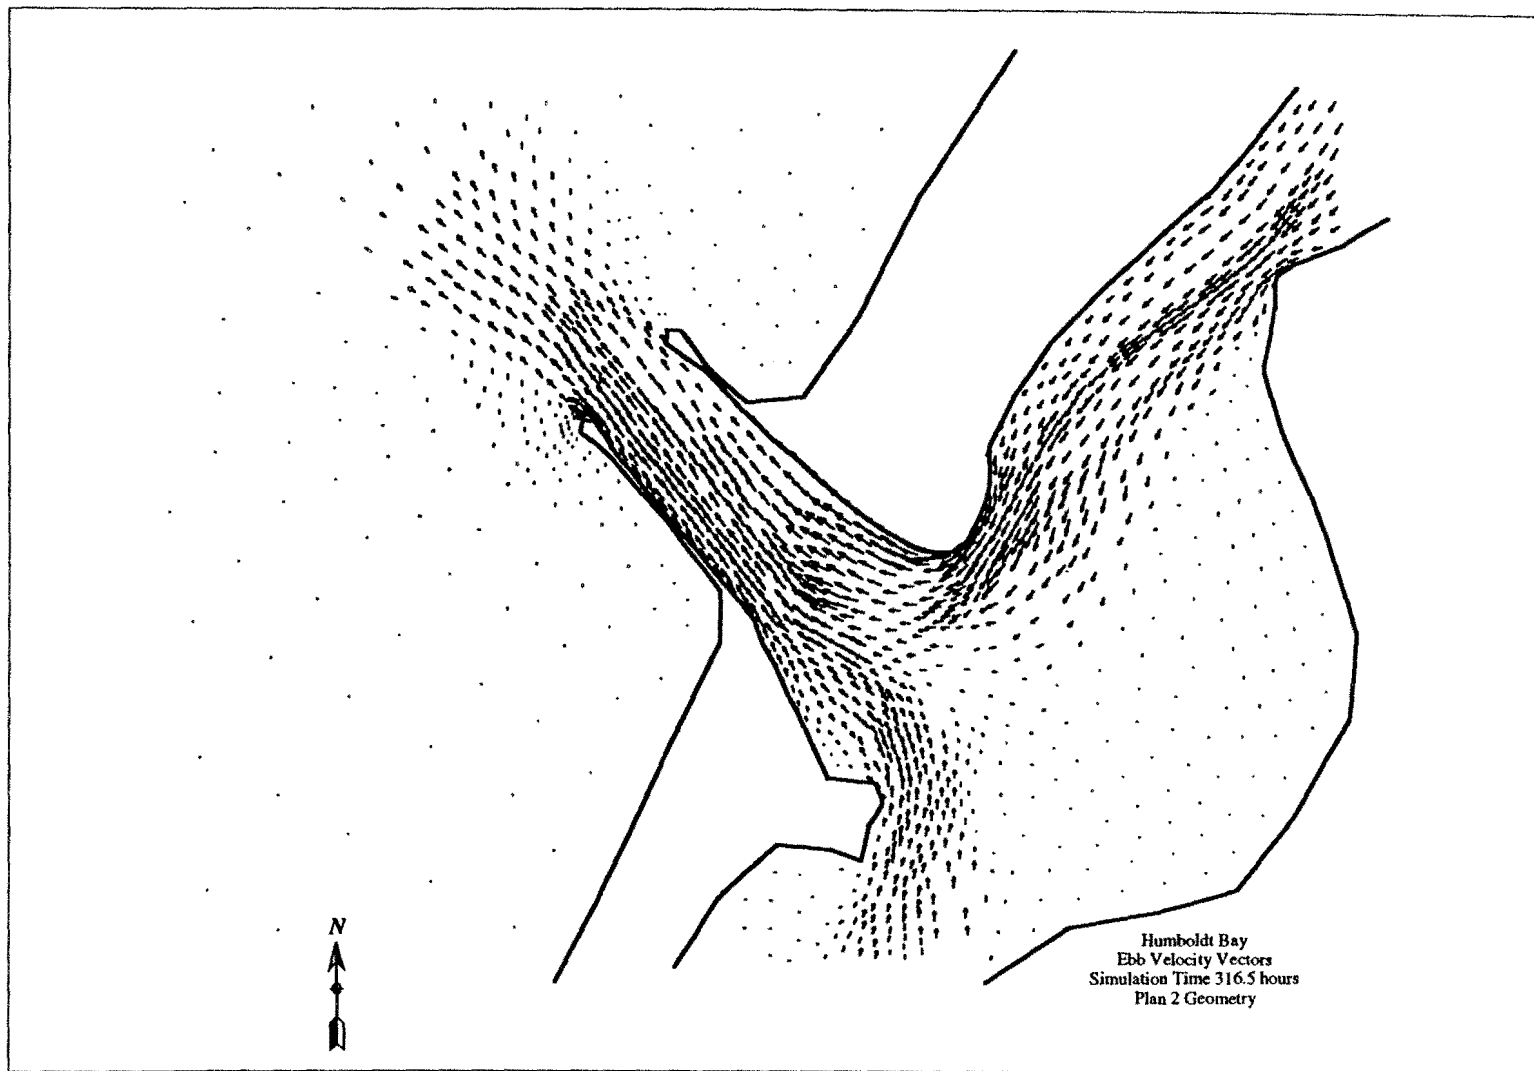 N
Humboldt Bay
Ebb Velocity Vectors
Simulation Time 316.5 hours
Plan 2 Geometry